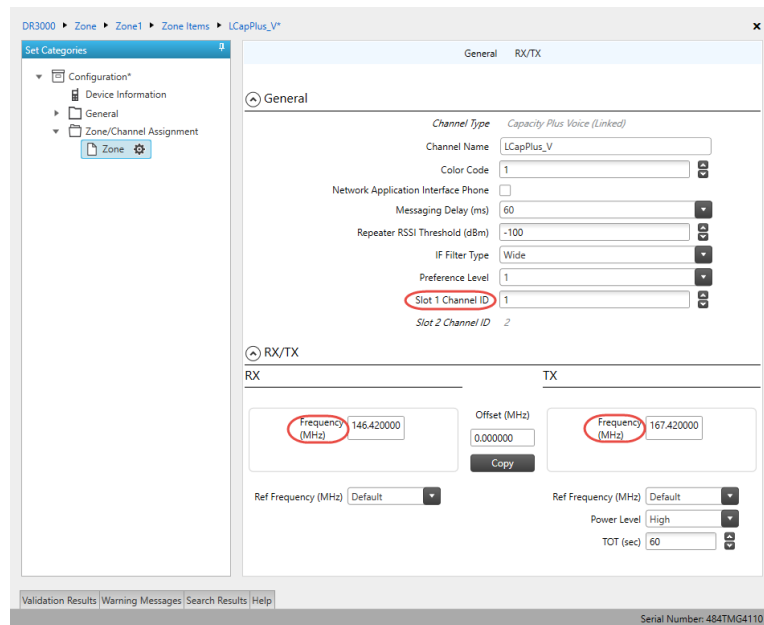 DR3000 Zone Zone1 Zone Items LCapPlus_V*
Set Categories
Configuration*
Device Information
General
Zone/Channel Assignment
Zone
General RX/TX
General
Channel Type Capacity Plus Voice (Linked)
Channel Name LCapPlus_V
Color Code 1
Network Application Interface Phone
Messaging Delay (ms) 60
Repeater RSSI Threshold (dBm) -100
IF Filter Type Wide
Preference Level 1
Slot 1 Channel ID 1
Slot 2 Channel ID 2
RX/TX
RX TX
Frequency (MHz) 146.420000
Offset (MHz)
0.000000
Copy
Frequency (MHz) 167.420000
Ref Frequency (MHz) Default
Ref Frequency (MHz) Default
Power Level High
TOT (sec) 60
Validation Results Warning Messages Search Results Help
Serial Number: 484TMG4110